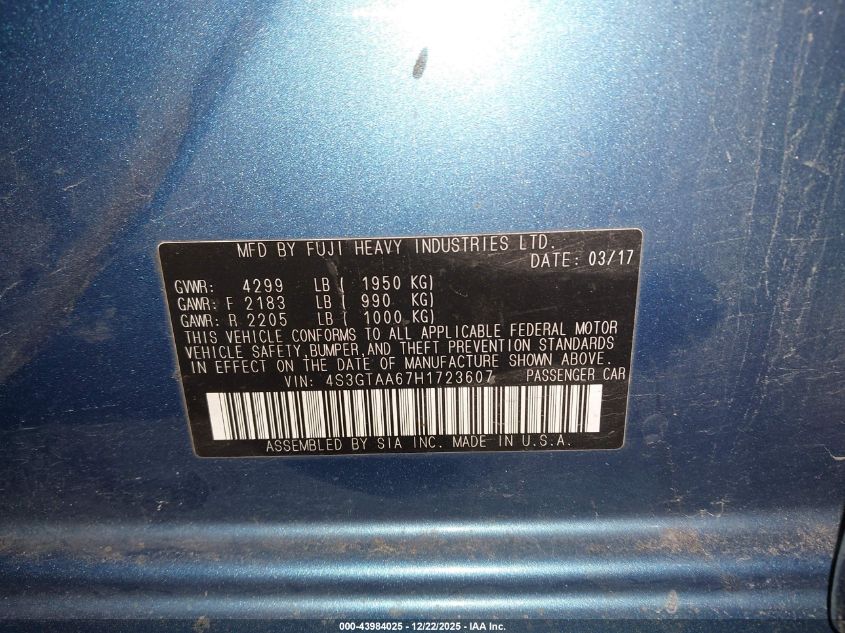 MFD BY FUJI HEAVY INDUSTRIES LTD.
DATE: 03/17
GVWR: 4299 LB ( 1950 KG)
GAWR: F 2183 LB ( 990 KG)
GAWR: R 2205 LB ( 1000 KG)
THIS VEHICLE CONFORMS TO ALL APPLICABLE FEDERAL MOTOR
VEHICLE SAFETY,BUMPER,AND THEFT PREVENTION STANDARDS
IN EFFECT ON THE DATE OF MANUFACTURE SHOWN ABOVE.
VIN: 4S3GTAA67H1723607 PASSENGER CAR
ASSEMBLED BY SIA INC. MADE IN U.S.A.
000-43984025 - 12/22/2025 - IAA Inc.